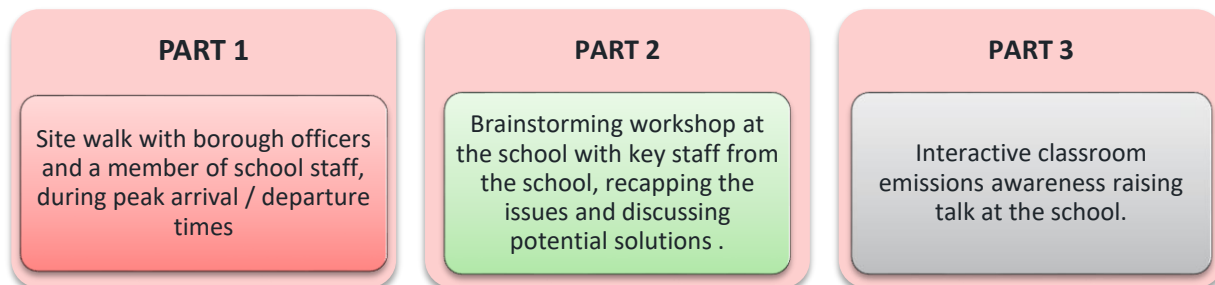 PART 1
Site walk with borough officers
and a member of school staff,
during peak arrival / departure
times
PART 2
Brainstorming workshop at
the school with key staff from
the school, recapping the
issues and discussing
potential solutions .
PART 3
Interactive classroom
emissions awareness raising
talk at the school.